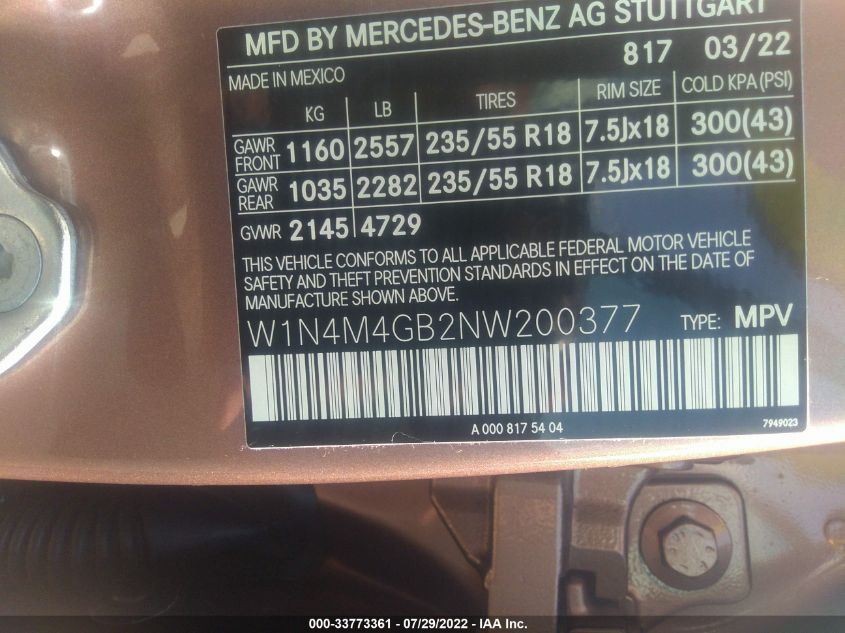 MFD BY MERCEDES-BENZ AG STUTTGART
817 03/22
MADE IN MEXICO
KG LB TIRES RIM SIZE COLD KPA (PSI)
GAWR FRONT 1160 2557 235/55 R18 7.5Jx18 300(43)
GAWR REAR 1035 2282 235/55 R18 7.5Jx18 300(43)
GVWR 2145 4729
THIS VEHICLE CONFORMS TO ALL APPLICABLE FEDERAL MOTOR VEHICLE
SAFETY AND THEFT PREVENTION STANDARDS IN EFFECT ON THE DATE OF
MANUFACTURE SHOWN ABOVE.
W1N4M4GB2NW200377 TYPE: MPV
A 000 817 54 04 7949023
000-33773361 - 07/29/2022 - IAA Inc.